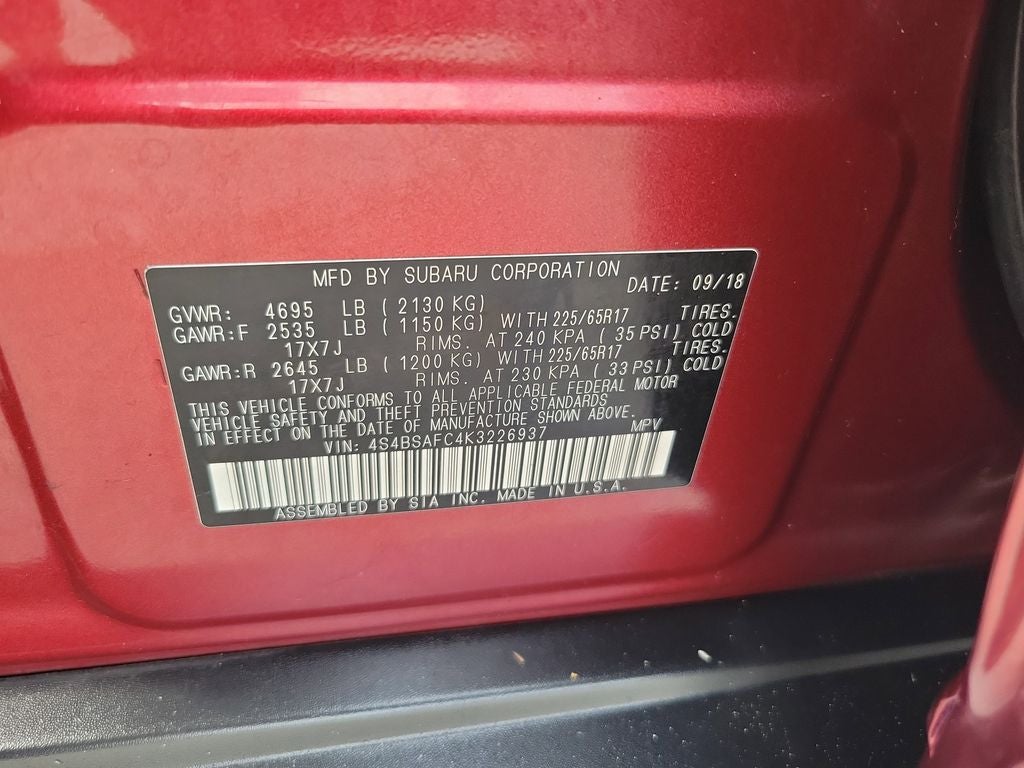 MFD BY SUBARU CORPORATION DATE: 09/18
GVWR: 4695 LB ( 2130 KG)
GAWR:F 2535 LB ( 1150 KG) WITH 225/65R17 TIRES.
17X7J RIMS. AT 240 KPA ( 35 PSI) COLD
GAWR:R 2645 LB ( 1200 KG) WITH 225/65R17 TIRES.
17X7J RIMS. AT 230 KPA ( 33 PSI) COLD
THIS VEHICLE CONFORMS TO ALL APPLICABLE FEDERAL MOTOR
VEHICLE SAFETY AND THEFT PREVENTION STANDARDS
IN EFFECT ON THE DATE OF MANUFACTURE SHOWN ABOVE.
VIN: 4S4BSAFC4K3226937 MPV
ASSEMBLED BY SIA INC. MADE IN U.S.A.